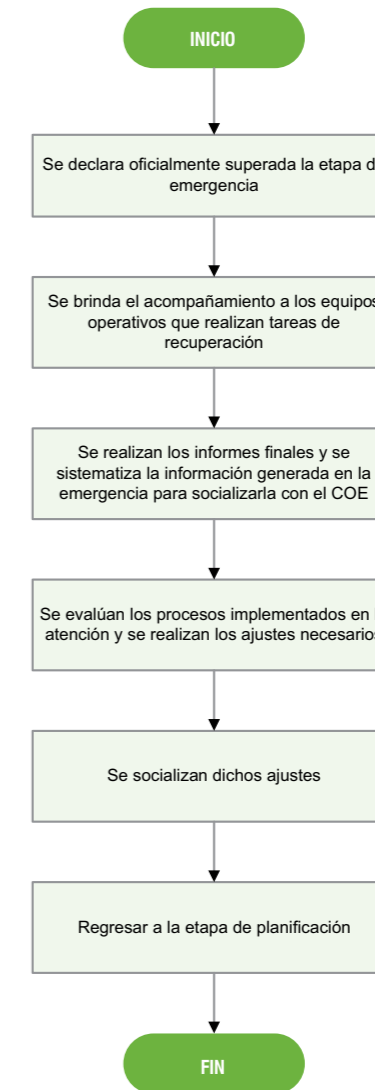 INICIO
Se declara oficialmente superada la etapa d
emergencia
Se brinda el acompañamiento a los equipos
operativos que realizan tareas de
recuperación
Se realizan los informes finales y se
sistematiza la información generada en la
emergencia para socializarla con el COE
Se evalúan los procesos implementados en
atención y se realizan los ajustes necesarios
Se socializan dichos ajustes
Regresar a la etapa de planificación
FIN